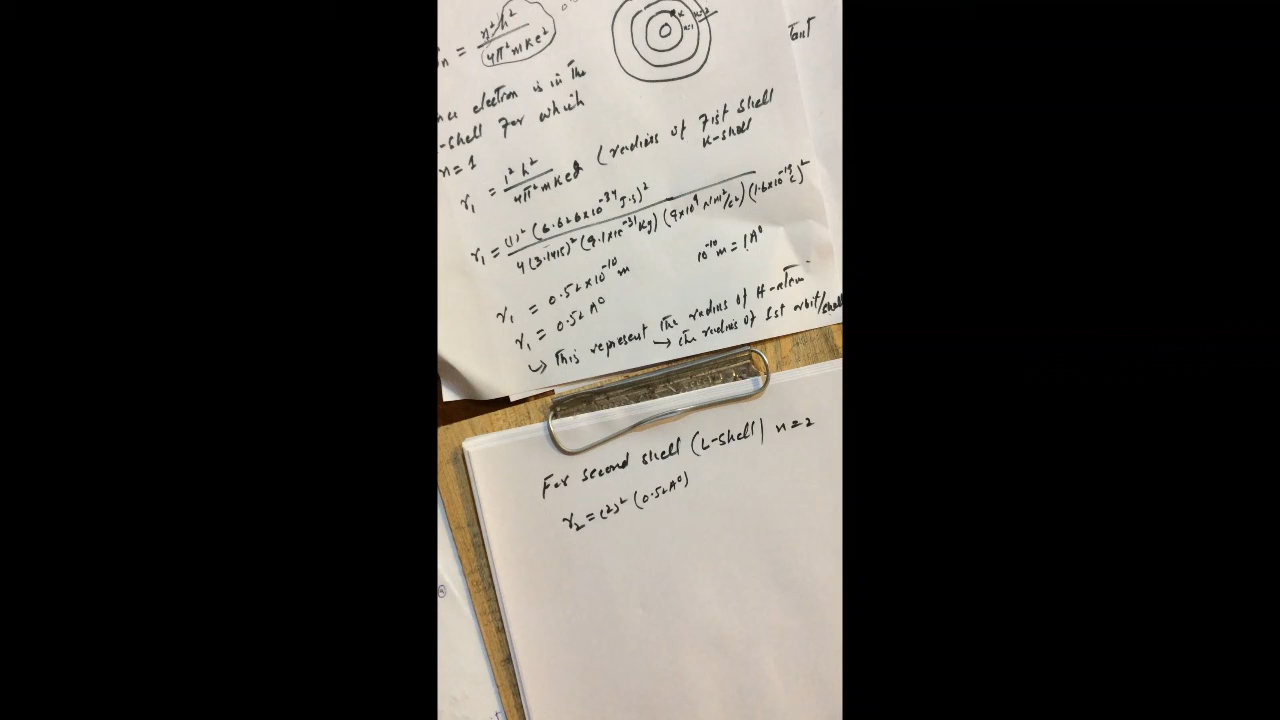 n = n²h² / 4π²mKe²
electron is in the
-shell for which
n = 1
r₁ = 1²h² / 4π²mKe² (radius of first shell
K-shell
r₁ = (1)² (6.626×10⁻³⁴ J.s)² / 4(3.1415)² (9.1×10⁻³¹ Kg) (9×10⁹ Nm²/c²) (1.6×10⁻¹⁹ c)²
r₁ = 0.52×10⁻¹⁰ m
10⁻¹⁰ m = 1A⁰
r₁ = 0.52 A⁰
↳ This represent the radius of H-atom
→ the radius of 1st orbit/shell
For second shell (L-shell) n = 2
r₂ = (2)² (0.52A⁰)